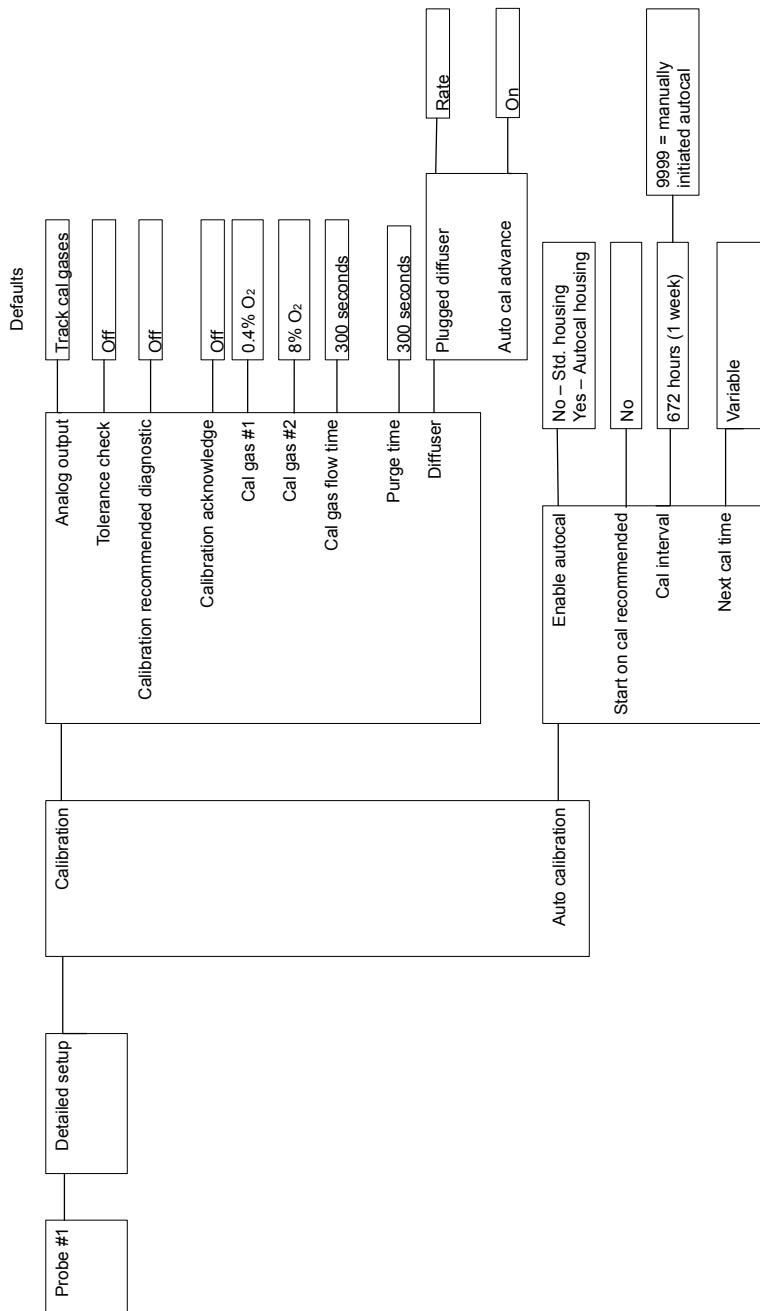 Defaults
Probe #1
Detailed setup
Calibration
Analog output
Track cal gases
Tolerance check
Off
Calibration recommended diagnostic
Off
Calibration acknowledge
Off
Cal gas #1
0.4% O₂
Cal gas #2
8% O₂
Cal gas flow time
300 seconds
Purge time
300 seconds
Diffuser
Plugged diffuser
Rate
Auto cal advance
On
Auto calibration
Enable autocal
No – Std. housing
Yes – Autocal housing
Start on cal recommended
No
Cal interval
672 hours (1 week)
9999 = manually
initiated autocal
Next cal time
Variable